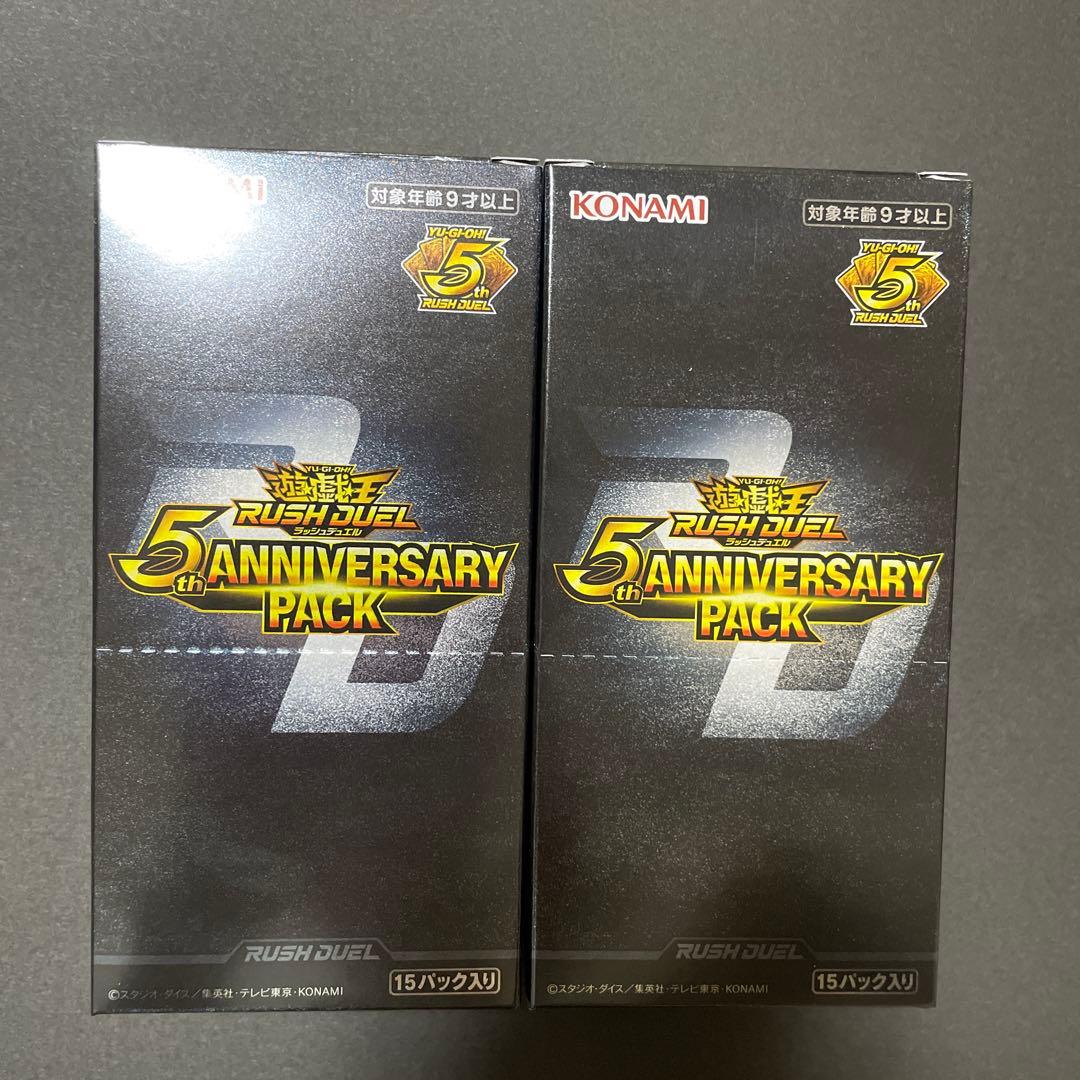 MI
対象年齢9才以上
YU-GI-OH!
5th
RUSH DUEL
YU-GI-OH!
遊戯王
RUSH DUEL
ラッシュデュエル
5th ANNIVERSARY
PACK
RUSH DUEL
©スタジオ・ダイス/集英社・テレビ東京・KONAMI
15パック入り
KONAMI
対象年齢9才以上
YU-GI-OH!
5th
RUSH DUEL
YU-GI-OH!
遊戯王
RUSH DUEL
ラッシュデュエル
5th ANNIVERSARY
PACK
RUSH DUEL
©スタジオ・ダイス/集英社・テレビ東京・KONAMI
15パック入り